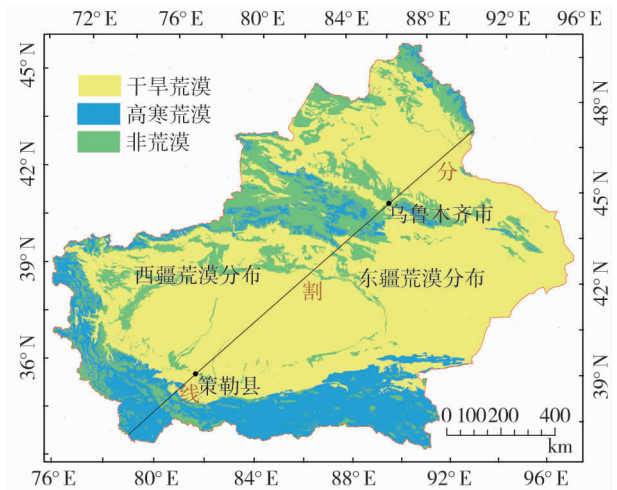 72° E 76° E 80° E 84° E 88° E 92° E 96° E
45° N
42° N
39° N
36° N
48° N
45° N
42° N
39° N
干旱荒漠
高寒荒漠
非荒漠
分
乌鲁木齐市
西疆荒漠分布
东疆荒漠分布
割
策勒县
线
0 100 200 400
km
76° E 80° E 84° E 88° E 92° E 96° E